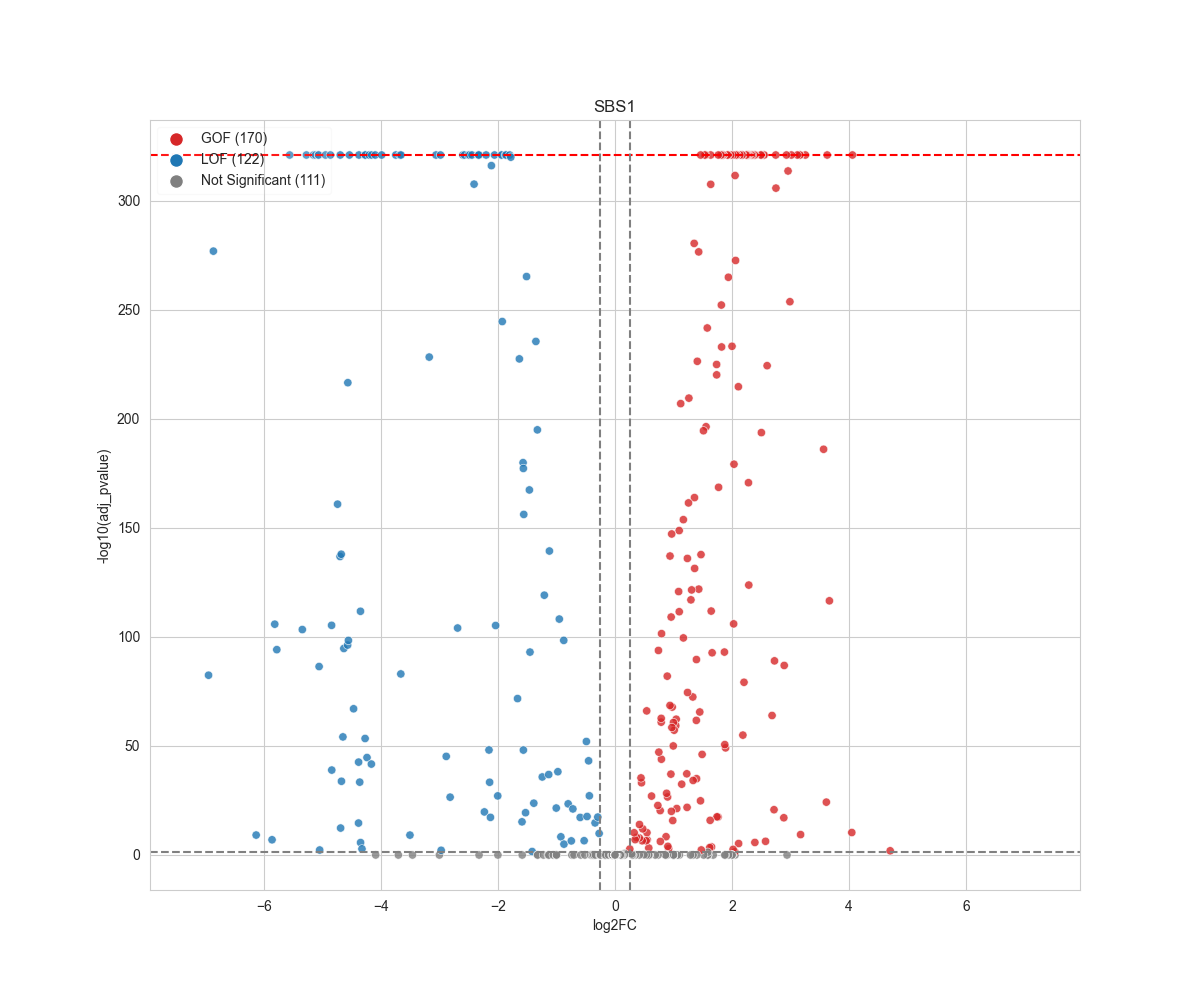 SBS1
GOF (170)
LOF (122)
Not Significant (111)
300
250
200
150
100
50
0
-log10(adj_pvalue)
−6 −4 −2 0 2 4 6
log2FC